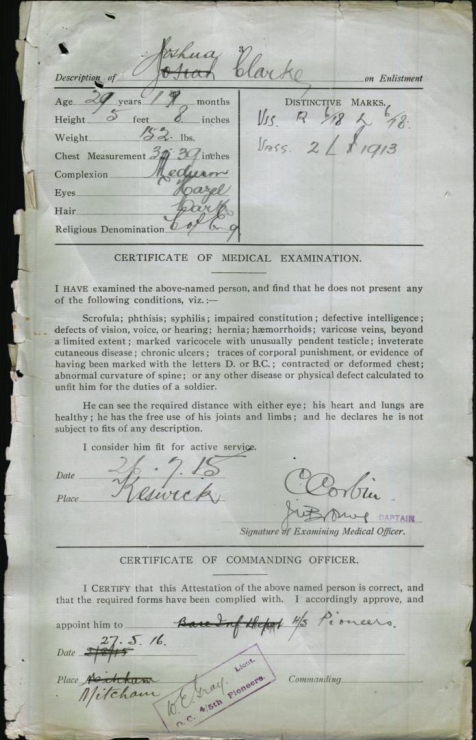 Joshua
Description of Josiah Clarke on Enlistment
Age 29 years months
Height 5 feet 8 inches
Weight 152 lbs.
Chest Measurement 39 inches
Complexion Medium
Eyes Hazel
Hair Dark
Religious Denomination C of Eng
DISTINCTIVE MARKS.
Vis. R 6/18 L 6/18.
Vacc. 2 L 1913
CERTIFICATE OF MEDICAL EXAMINATION.
I HAVE examined the above-named person, and find that he does not present any
of the following conditions, viz.:—
Scrofula; phthisis; syphilis; impaired constitution; defective intelligence;
defects of vision, voice, or hearing; hernia; hæmorrhoids; varicose veins, beyond
a limited extent; marked varicocele with unusually pendent testicle; inveterate
cutaneous disease; chronic ulcers; traces of corporal punishment, or evidence of
having been marked with the letters D. or B.C.; contracted or deformed chest;
abnormal curvature of spine; or any other disease or physical defect calculated to
unfit him for the duties of a soldier.
He can see the required distance with either eye; his heart and lungs are
healthy; he has the free use of his joints and limbs; and he declares he is not
subject to fits of any description.
I consider him fit for active service.
Date 26.7.15
Place Keswick
C Corbin
CAPTAIN
Signature of Examining Medical Officer.
CERTIFICATE OF COMMANDING OFFICER.
I CERTIFY that this Attestation of the above named person is correct, and
that the required forms have been complied with. I accordingly approve, and
appoint him to Base Inf Depot 4/5 Pioneers.
27.5.16.
Date
Place Mitcham
Mitcham
W.E. Gray. Lieut.
O.C. 4/5th Pioneers.
Commanding